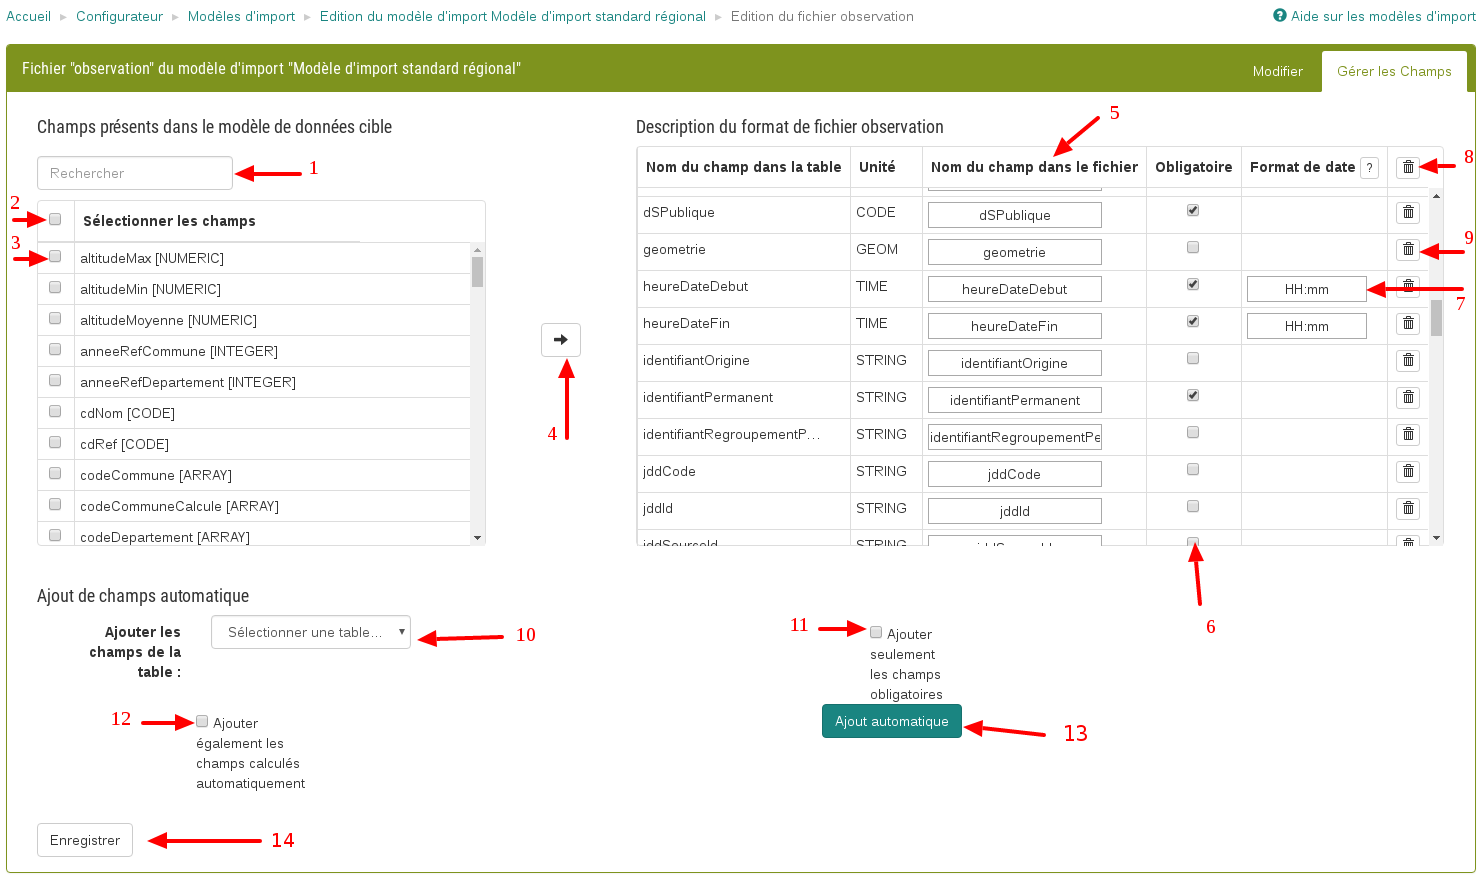 Accueil ▸ Configurateur ▸ Modèles d'import ▸ Edition du modèle d'import Modèle d'import standard régional ▸ Edition du fichier observation
? Aide sur les modèles d'import
Fichier "observation" du modèle d'import "Modèle d'import standard régional"
Modifier
Gérer les Champs
Champs présents dans le modèle de données cible
Rechercher
1
2
Sélectionner les champs
3
altitudeMax [NUMERIC]
altitudeMin [NUMERIC]
altitudeMoyenne [NUMERIC]
anneeRefCommune [INTEGER]
anneeRefDepartement [INTEGER]
cdNom [CODE]
cdRef [CODE]
codeCommune [ARRAY]
codeCommuneCalcule [ARRAY]
codeDepartement [ARRAY]
4
Description du format de fichier observation
5
Nom du champ dans la table Unité Nom du champ dans le fichier Obligatoire Format de date ?
8
dSPublique CODE dSPublique
geometrie GEOM geometrie
9
heureDateDebut TIME heureDateDebut HH:mm
7
heureDateFin TIME heureDateFin HH:mm
identifiantOrigine STRING identifiantOrigine
identifiantPermanent STRING identifiantPermanent
identifiantRegroupementP... STRING identifiantRegroupementPe
jddCode STRING jddCode
jddId STRING jddId
jddSourceId STRING jddSourceId
6
Ajout de champs automatique
Ajouter les
champs de la
table :
Sélectionner une table...
10
11
Ajouter
seulement
les champs
obligatoires
12
Ajouter
également les
champs calculés
automatiquement
Ajout automatique
13
Enregistrer
14